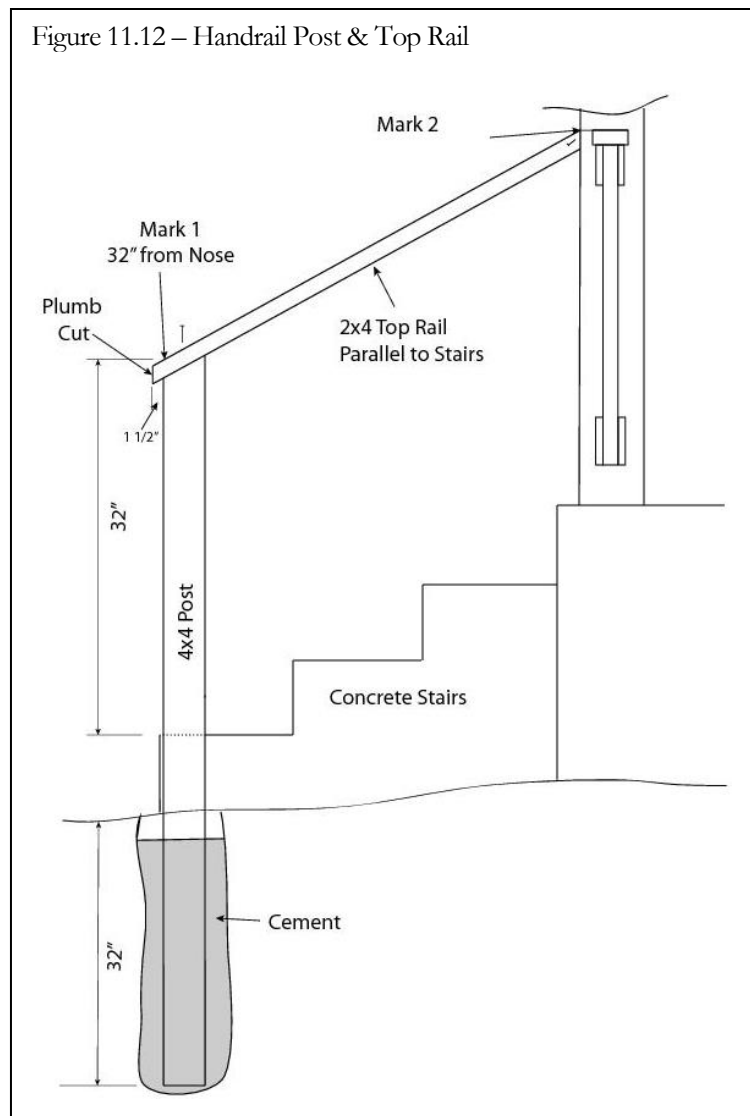 Figure 11.12 – Handrail Post & Top Rail
Mark 2
Mark 1
32" from Nose
Plumb
Cut
2x4 Top Rail
Parallel to Stairs
1 1/2"
32"
4x4 Post
Concrete Stairs
Cement
32"